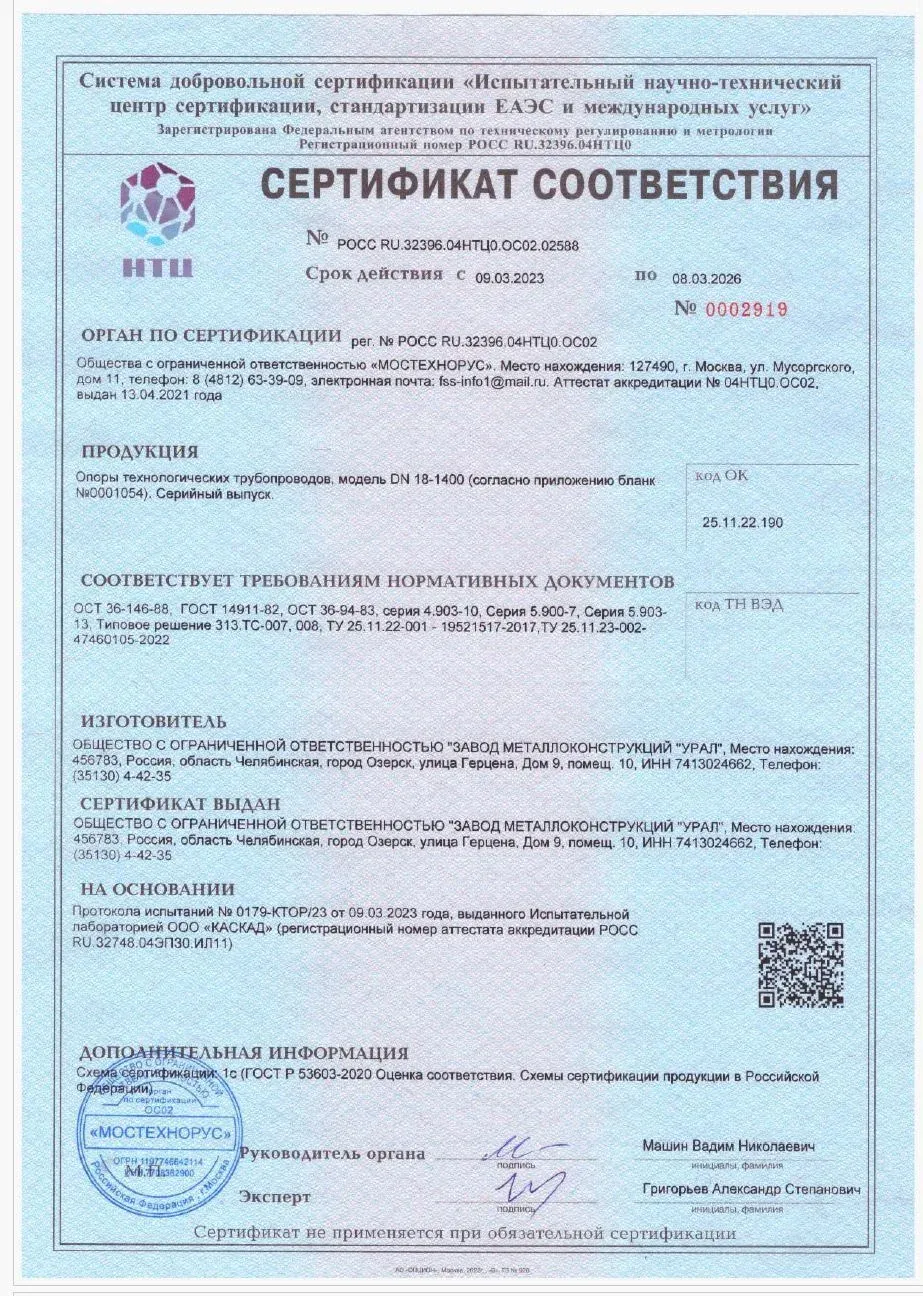 Система добровольной сертификации «Испытательный научно-технический
центр сертификации, стандартизации ЕАЭС и международных услуг»
Зарегистрирована Федеральным агентством по техническому регулированию и метрологии
Регистрационный номер РОСС RU.32396.04НТЦ0
НТЦ
СЕРТИФИКАТ СООТВЕТСТВИЯ
№ РОСС RU.32396.04НТЦ0.ОС02.02588
Срок действия с 09.03.2023 по 08.03.2026
№ 0002919
ОРГАН ПО СЕРТИФИКАЦИИ рег. № РОСС RU.32396.04НТЦ0.ОС02
Общества с ограниченной ответственностью «МОСТЕХНОРУС». Место нахождения: 127490, г. Москва, ул. Мусоргского,
дом 11, телефон: 8 (4812) 63-39-09, электронная почта: fss-info1@mail.ru. Аттестат аккредитации № 04НТЦ0.ОС02,
выдан 13.04.2021 года
ПРОДУКЦИЯ
Опоры технологических трубопроводов, модель DN 18-1400 (согласно приложению бланк
№0001054). Серийный выпуск.
код ОК
25.11.22.190
СООТВЕТСТВУЕТ ТРЕБОВАНИЯМ НОРМАТИВНЫХ ДОКУМЕНТОВ
ОСТ 36-146-88, ГОСТ 14911-82, ОСТ 36-94-83, серия 4.903-10, Серия 5.900-7, Серия 5.903-
13, Типовое решение 313.ТС-007, 008, ТУ 25.11.22-001 - 19521517-2017,ТУ 25.11.23-002-
47460105-2022
код ТН ВЭД
ИЗГОТОВИТЕЛЬ
ОБЩЕСТВО С ОГРАНИЧЕННОЙ ОТВЕТСТВЕННОСТЬЮ "ЗАВОД МЕТАЛЛОКОНСТРУКЦИЙ "УРАЛ", Место нахождения:
456783, Россия, область Челябинская, город Озерск, улица Герцена, Дом 9, помещ. 10, ИНН 7413024662, Телефон:
(35130) 4-42-35
СЕРТИФИКАТ ВЫДАН
ОБЩЕСТВО С ОГРАНИЧЕННОЙ ОТВЕТСТВЕННОСТЬЮ "ЗАВОД МЕТАЛЛОКОНСТРУКЦИЙ "УРАЛ", Место нахождения:
456783, Россия, область Челябинская, город Озерск, улица Герцена, Дом 9, помещ. 10, ИНН 7413024662, Телефон:
(35130) 4-42-35
НА ОСНОВАНИИ
Протокола испытаний № 0179-КТОР/23 от 09.03.2023 года, выданного Испытательной
лабораторией ООО «КАСКАД» (регистрационный номер аттестата аккредитации РОСС
RU.32748.04ЭП30.ИЛ11)
ДОПОЛНИТЕЛЬНАЯ ИНФОРМАЦИЯ
Схема сертификации: 1с (ГОСТ Р 53603-2020 Оценка соответствия. Схемы сертификации продукции в Российской
Федерации)
орган
по сертификации
ОС02
«МОСТЕХНОРУС»
ОГРН 1197746642114
М.П.
Российская Федерация, г. Москва
Руководитель органа
подпись
Машин Вадим Николаевич
инициалы, фамилия
Эксперт
подпись
Григорьев Александр Степанович
инициалы, фамилия
Сертификат не применяется при обязательной сертификации